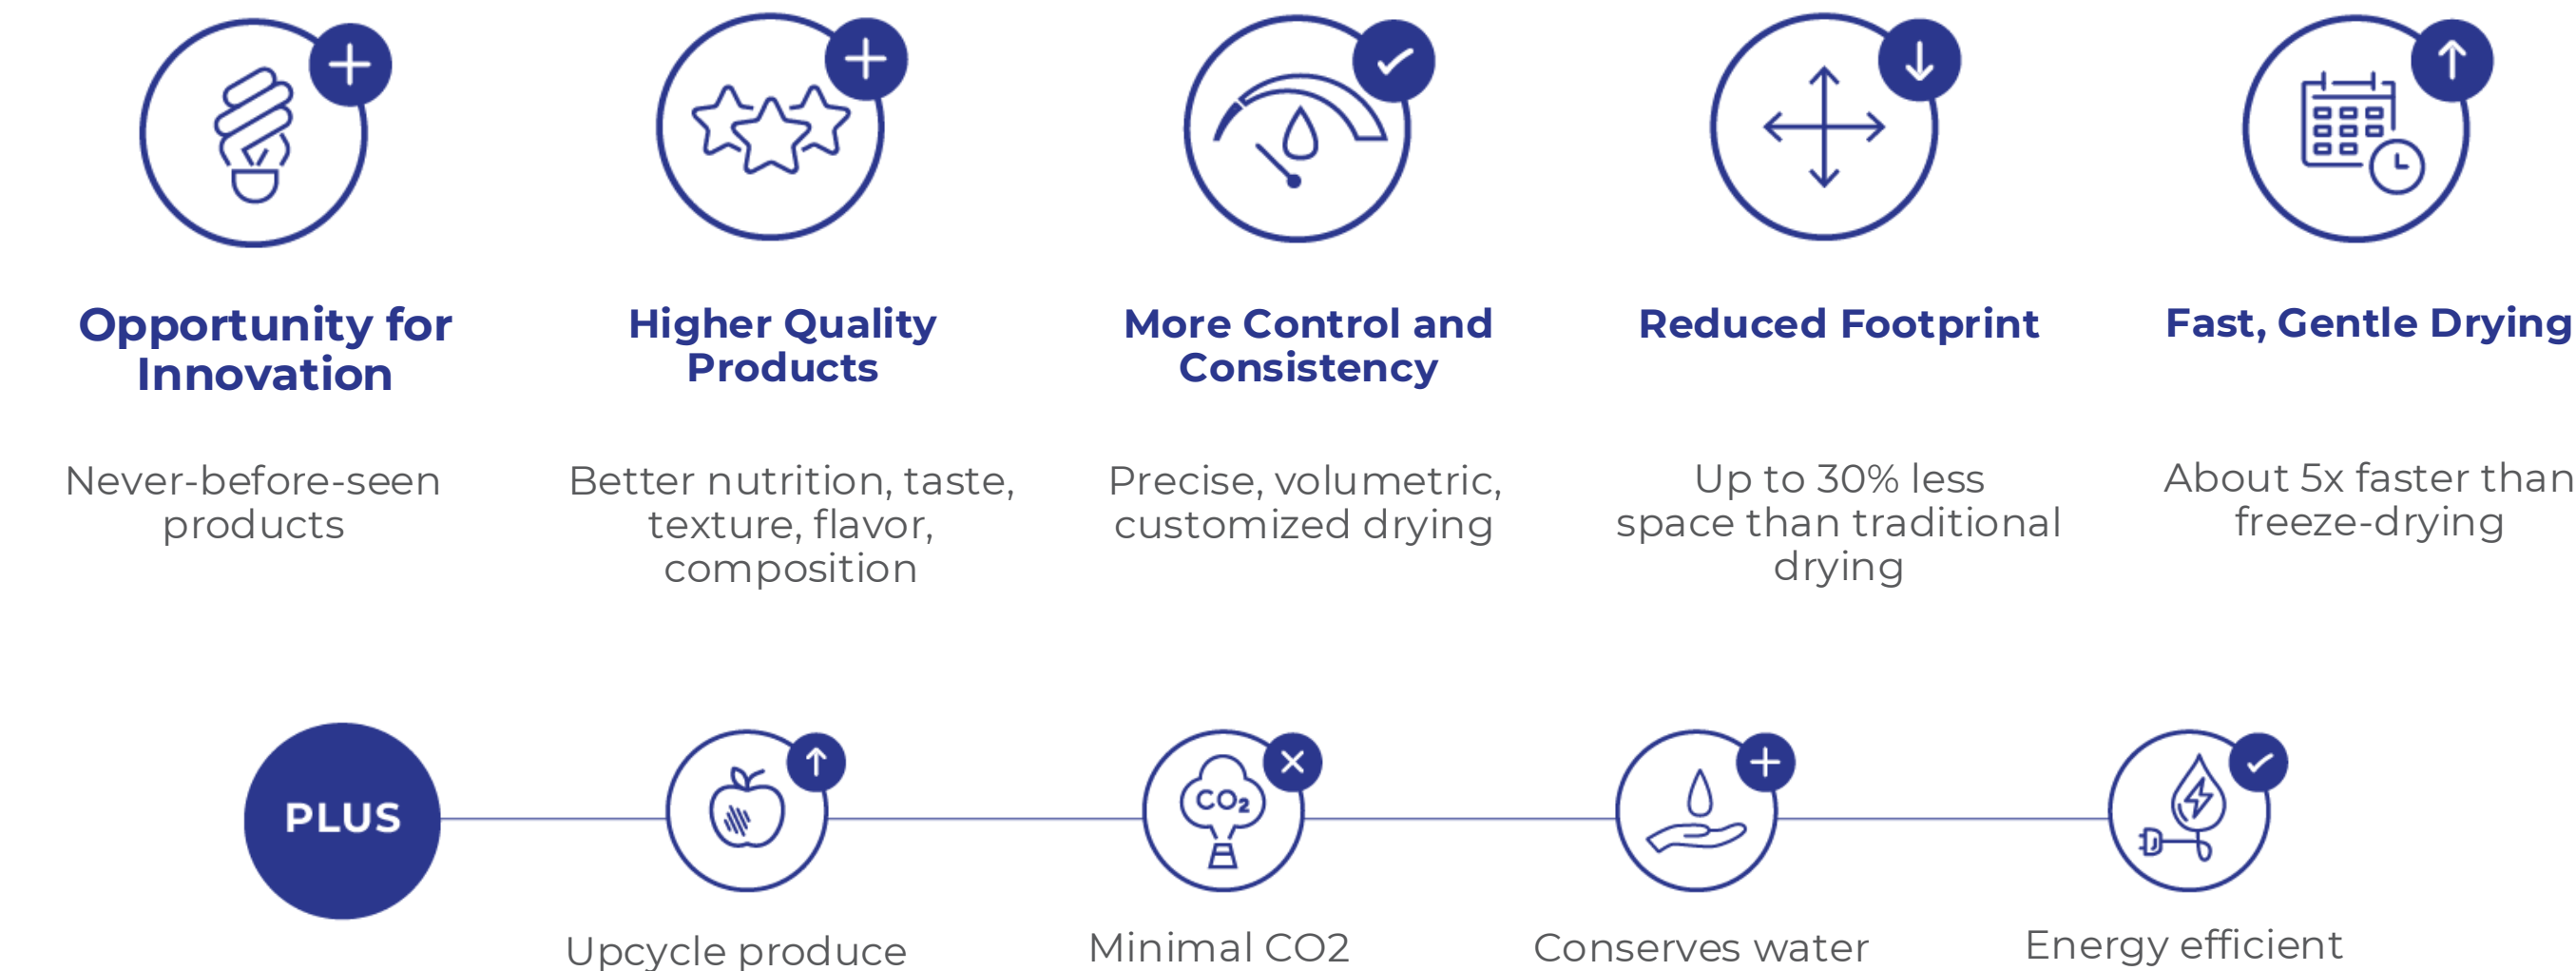 Opportunity for
Innovation
Higher Quality
Products
More Control and
Consistency
Reduced Footprint
Fast, Gentle Drying
Never-before-seen
products
Better nutrition, taste,
texture, flavor,
composition
Precise, volumetric,
customized drying
Up to 30% less
space than traditional
drying
About 5x faster than
freeze-drying
PLUS
CO₂
Upcycle produce
Minimal CO2
Conserves water
Energy efficient